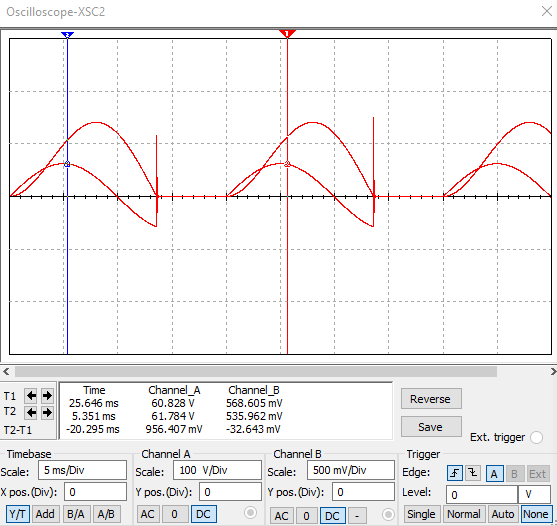 Oscilloscope-XSC2
2
1
Time Channel_A Channel_B
T1 25.646 ms 60.828 V 568.605 mV
T2 5.351 ms 61.784 V 535.962 mV
T2-T1 -20.295 ms 956.407 mV -32.643 mV
Reverse
Save
Ext. trigger
Timebase Channel A Channel B Trigger
Scale: 5 ms/Div Scale: 100 V/Div Scale: 500 mV/Div Edge: A B Ext
X pos.(Div): 0 Y pos.(Div): 0 Y pos.(Div): 0 Level: 0 V
Y/T Add B/A A/B AC 0 DC AC 0 DC - Single Normal Auto None